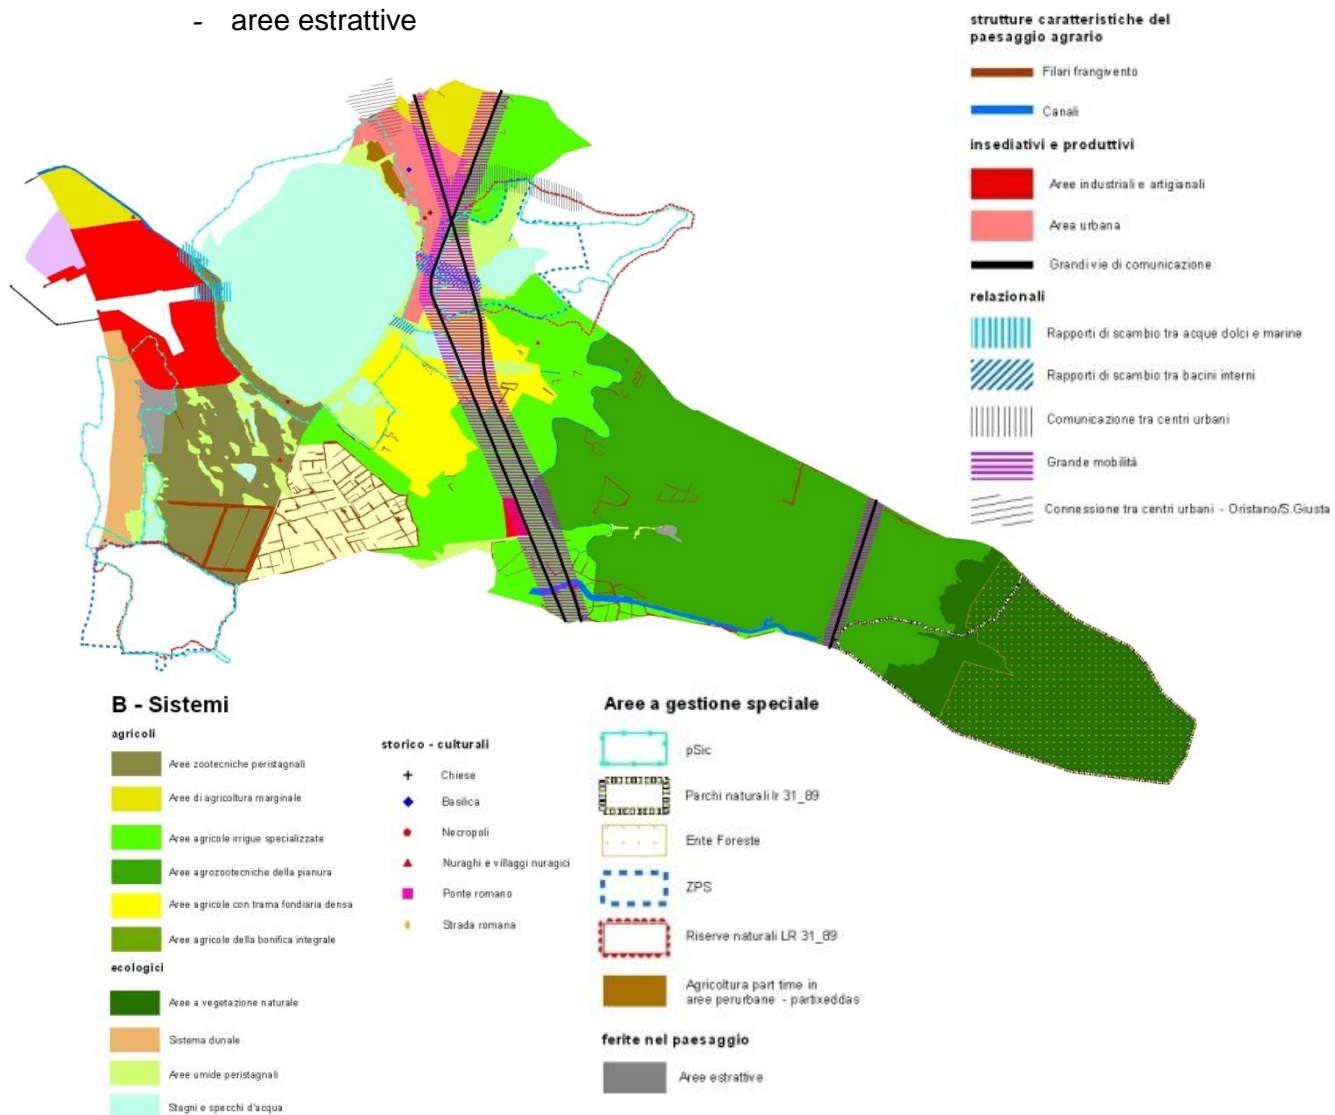 - aree estrattive
strutture caratteristiche del
paesaggio agrario
Filari frangivento
Canali
insediativi e produttivi
Aree industriali e artigianali
Area urbana
Grandi vie di comunicazione
relazionali
Rapporti di scambio tra acque dolci e marine
Rapporti di scambio tra bacini interni
Comunicazione tra centri urbani
Grande mobilità
Connessione tra centri urbani - Oristano/S.Giusta
B - Sistemi
agricoli
Aree zootecniche peristagnali
Aree di agricoltura marginale
Aree agricole irrigue specializzate
Aree agrozootecniche della pianura
Aree agricole con trama fondiaria densa
Aree agricole della bonifica integrale
ecologici
Aree a vegetazione naturale
Sistema dunale
Aree umide peristagnali
Stagni e specchi d'acqua
storico - culturali
Chiese
Basilica
Necropoli
Nuraghi e villaggi nuragici
Ponte romano
Strada romana
Aree a gestione speciale
pSic
Parchi naturali lr 31_89
Ente Foreste
ZPS
Riserve naturali LR 31_89
Agricoltura part time in
aree perurbane - partixeddas
ferite nel paesaggio
Aree estrattive